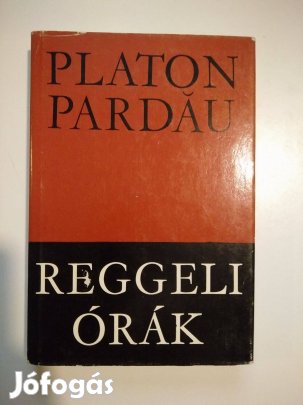 PLATON
PARDĂU
REGGELI
ÓRÁK
Jófogás